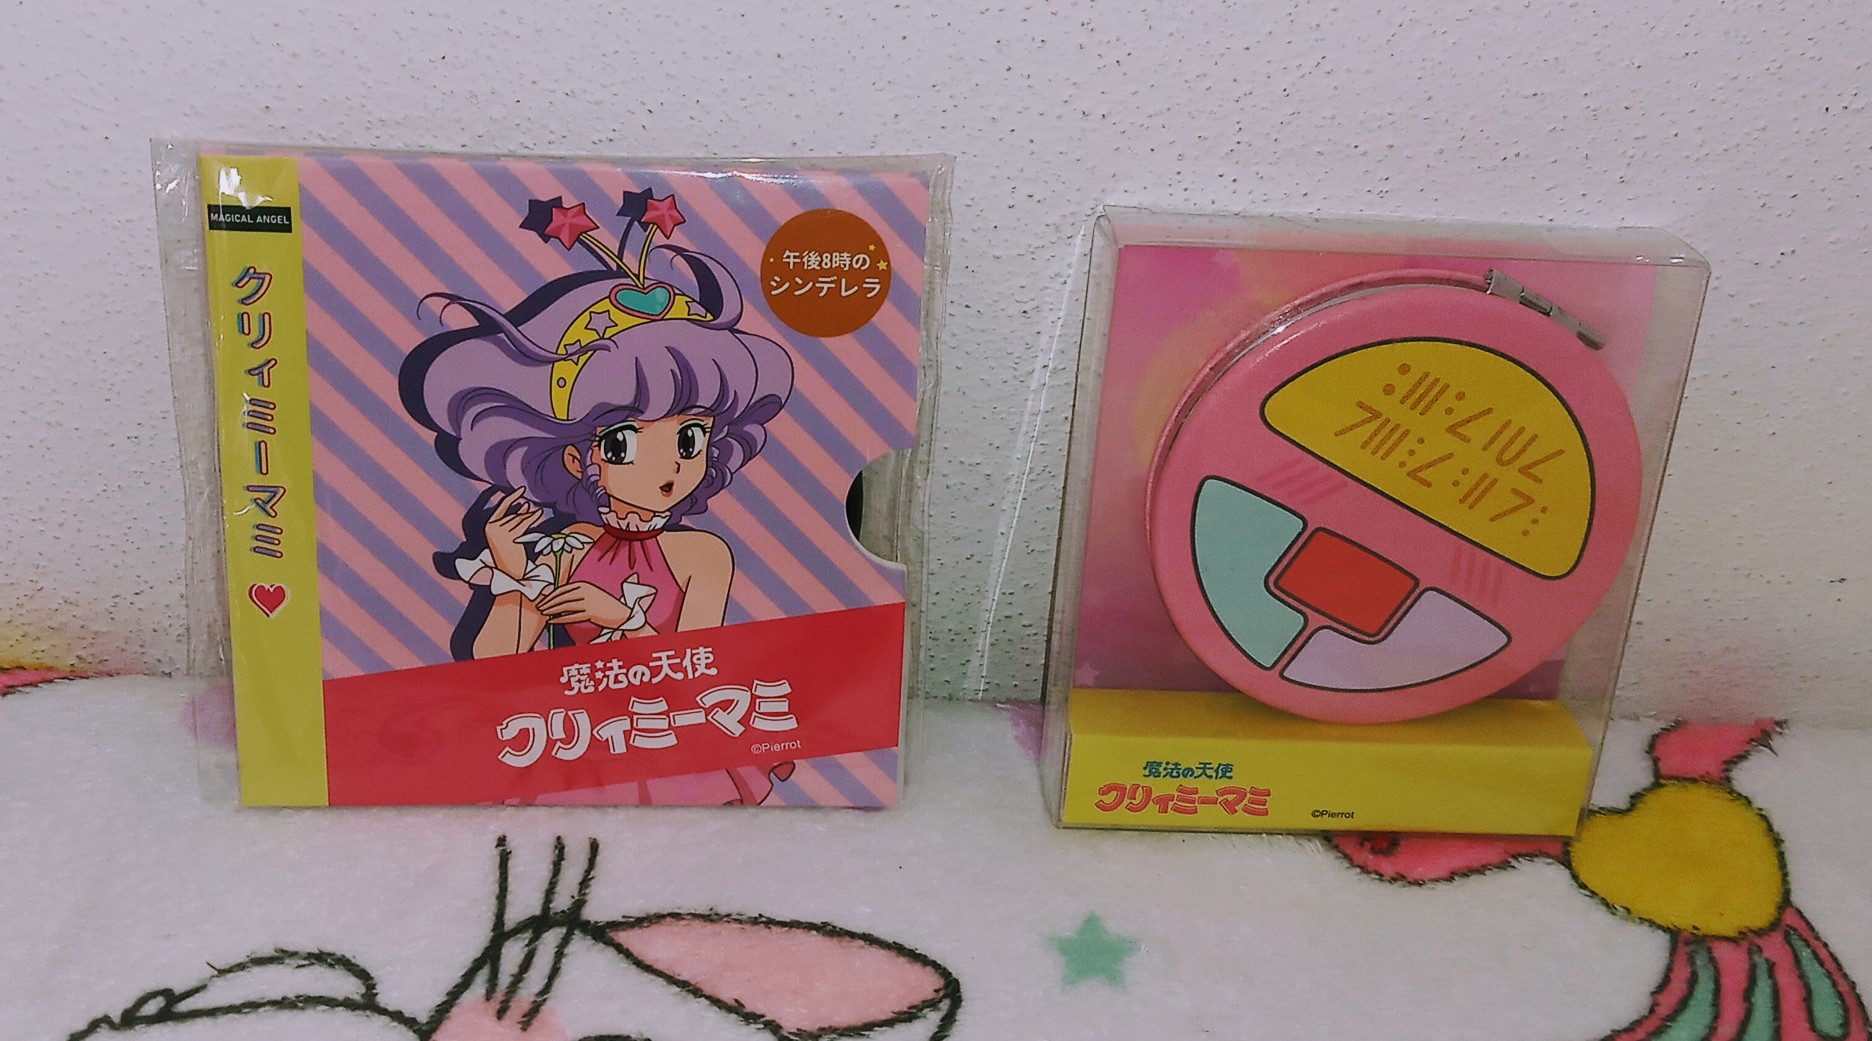 MAGICAL ANGEL
クリィミーマミ
午後8時の
シンデレラ
魔法の天使
クリィミーマミ
©Pierrot
魔法の天使
クリィミーマミ
©Pierrot